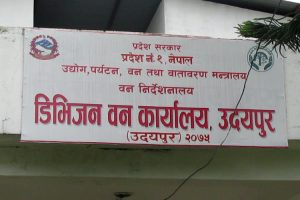 प्रदेश सरकार
प्रदेश नं. १, नेपाल
उद्योग, पर्यटन, वन तथा वातावरण मन्त्रालय
वन निर्देशनालय
डिभिजन वन कार्यालय, उदयपुर
(उदयपुर) २०७५